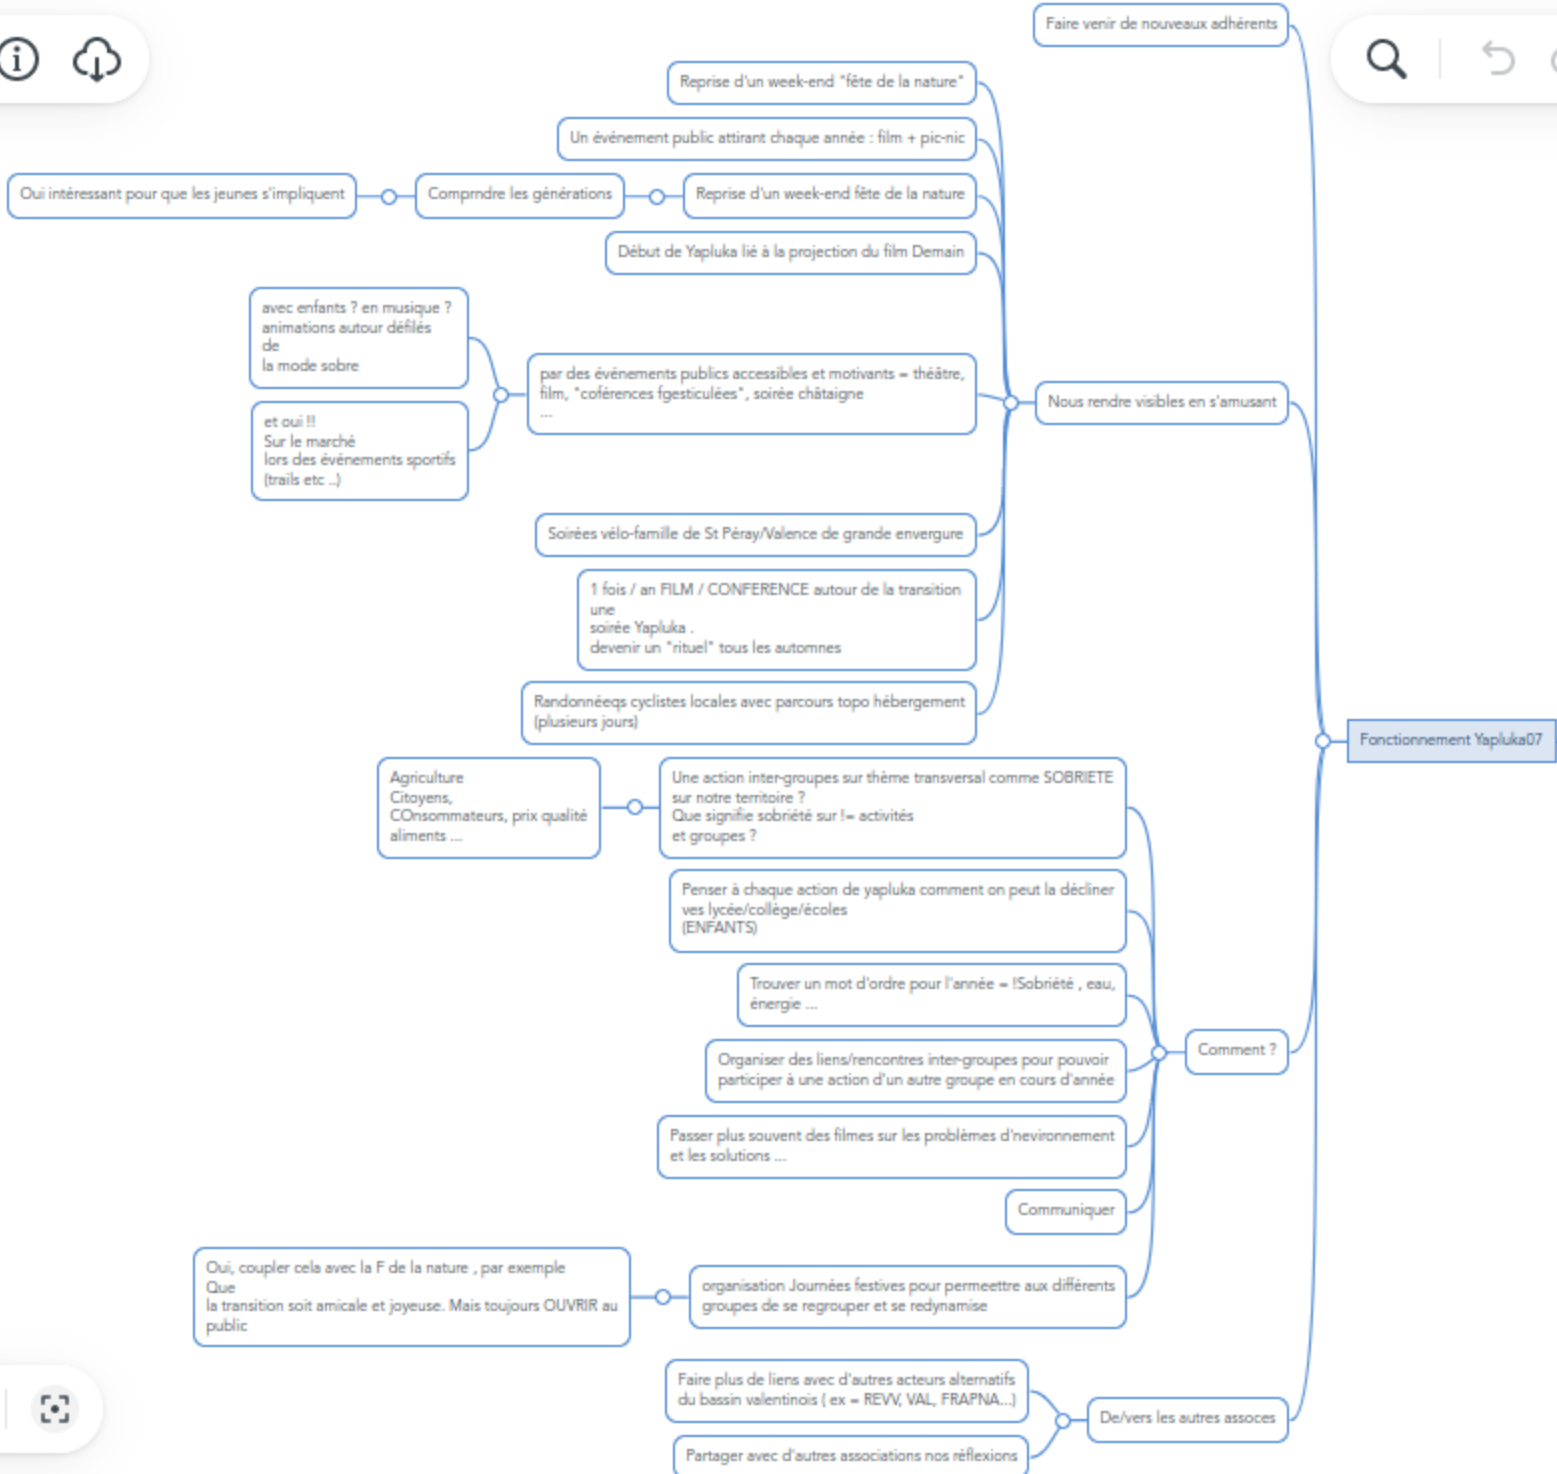 Faire venir de nouveaux adhérents
Reprise d'un week-end "fête de la nature"
Un événement public attirant chaque année : film + pic-nic
Oui intéressant pour que les jeunes s'impliquent
Comprndre les générations
Reprise d'un week-end fête de la nature
Début de Yapluka lié à la projection du film Demain
avec enfants ? en musique ?
animations autour défilés
de
la mode sobre
par des événements publics accessibles et motivants = théâtre,
film, "coférences fgesticulées", soirée châtaigne
...
Nous rendre visibles en s'amusant
et oui !!
Sur le marché
lors des événements sportifs
(trails etc ..)
Soirées vélo-famille de St Péray/Valence de grande envergure
1 fois / an FILM / CONFERENCE autour de la transition
une
soirée Yapluka .
devenir un "rituel" tous les automnes
Randonnéeqs cyclistes locales avec parcours topo hébergement
(plusieurs jours)
Fonctionnement Yapluka07
Agriculture
Citoyens,
COnsommateurs, prix qualité
aliments ...
Une action inter-groupes sur thème transversal comme SOBRIETE
sur notre territoire ?
Que signifie sobriété sur != activités
et groupes ?
Penser à chaque action de yapluka comment on peut la décliner
ves lycée/collège/écoles
(ENFANTS)
Trouver un mot d'ordre pour l'année = !Sobriété , eau,
énergie ...
Organiser des liens/rencontres inter-groupes pour pouvoir
participer à une action d'un autre groupe en cours d'année
Comment ?
Passer plus souvent des filmes sur les problèmes d'nevironnement
et les solutions ...
Communiquer
Oui, coupler cela avec la F de la nature , par exemple
Que
la transition soit amicale et joyeuse. Mais toujours OUVRIR au
public
organisation Journées festives pour permeettre aux différents
groupes de se regrouper et se redynamise
Faire plus de liens avec d'autres acteurs alternatifs
du bassin valentinois ( ex = REVV, VAL, FRAPNA...)
De/vers les autres assoces
Partager avec d'autres associations nos réflexions